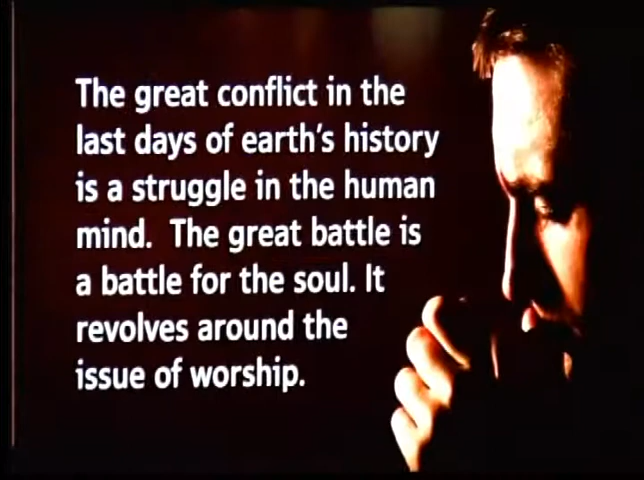 The great conflict in the
last days of earth's history
is a struggle in the human
mind.  The great battle is
a battle for the soul. It
revolves around the
issue of worship.